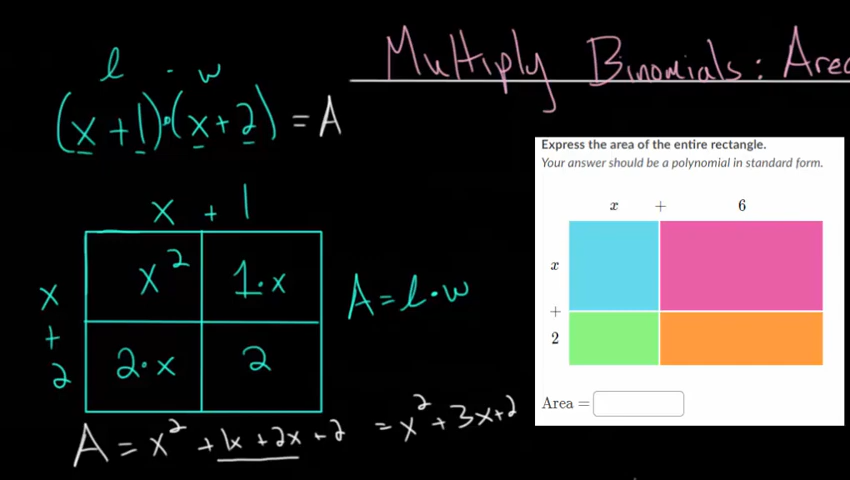 Multiply Binomials: Area
l · w
(x + 1)·(x + 2) = A
x + 1
x + 2
x² 1·x
2·x 2
A = l·w
A = x² + 1x + 2x + 2 = x² + 3x + 2
Express the area of the entire rectangle.
Your answer should be a polynomial in standard form.
x + 6
x
+
2
Area =